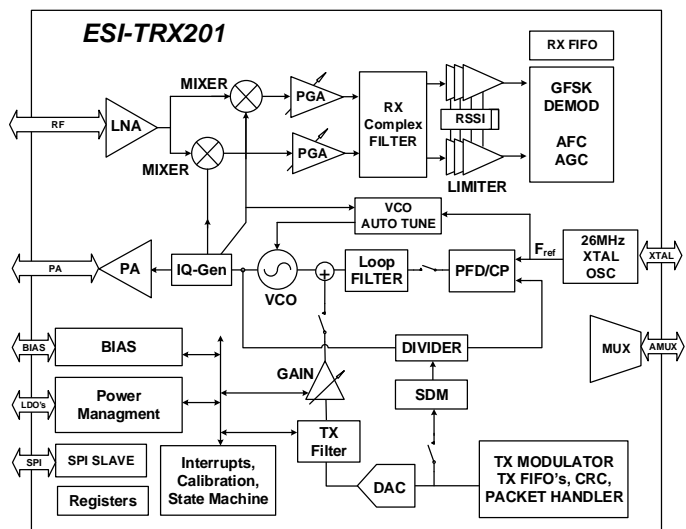 ESI-TRX201
RX FIFO
MIXER
PGA
RX
Complex
FILTER
GFSK
DEMOD
AFC
AGC
RF
LNA
RSSI
MIXER
PGA
LIMITER
VCO
AUTO TUNE
Fref
26MHz
XTAL
OSC
XTAL
PA
PA
IQ-Gen
VCO
Loop
FILTER
PFD/CP
BIAS
BIAS
DIVIDER
MUX
AMUX
GAIN
LDO's
Power
Managment
SDM
TX
Filter
SPI
SPI SLAVE
Interrupts,
Calibration,
State Machine
DAC
TX MODULATOR
TX FIFO's, CRC,
PACKET HANDLER
Registers